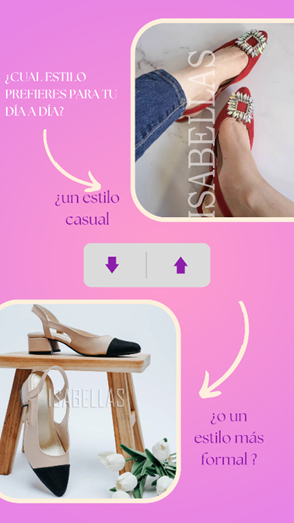 ¿CUAL ESTILO
PREFIERES PARA TU
DÍA A DÍA?
ISABELLAS
¿un estilo
casual
ISABELLAS
¿o un
estilo más
formal ?